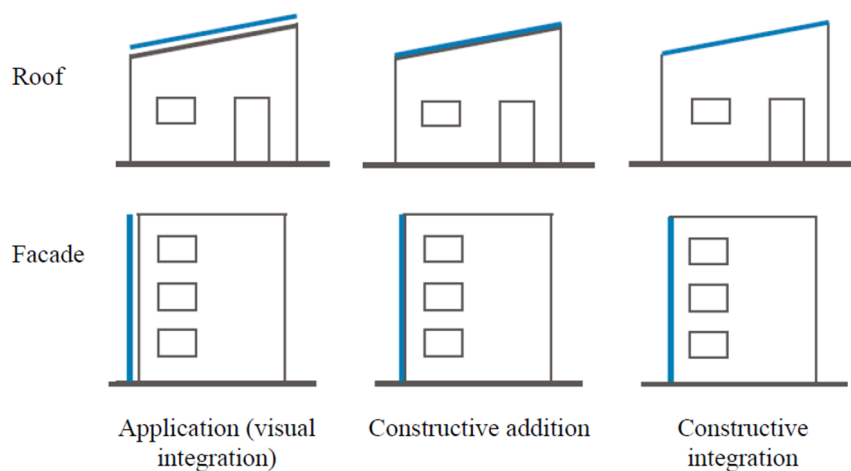 Roof
Facade
Application (visual
integration)
Constructive addition
Constructive
integration